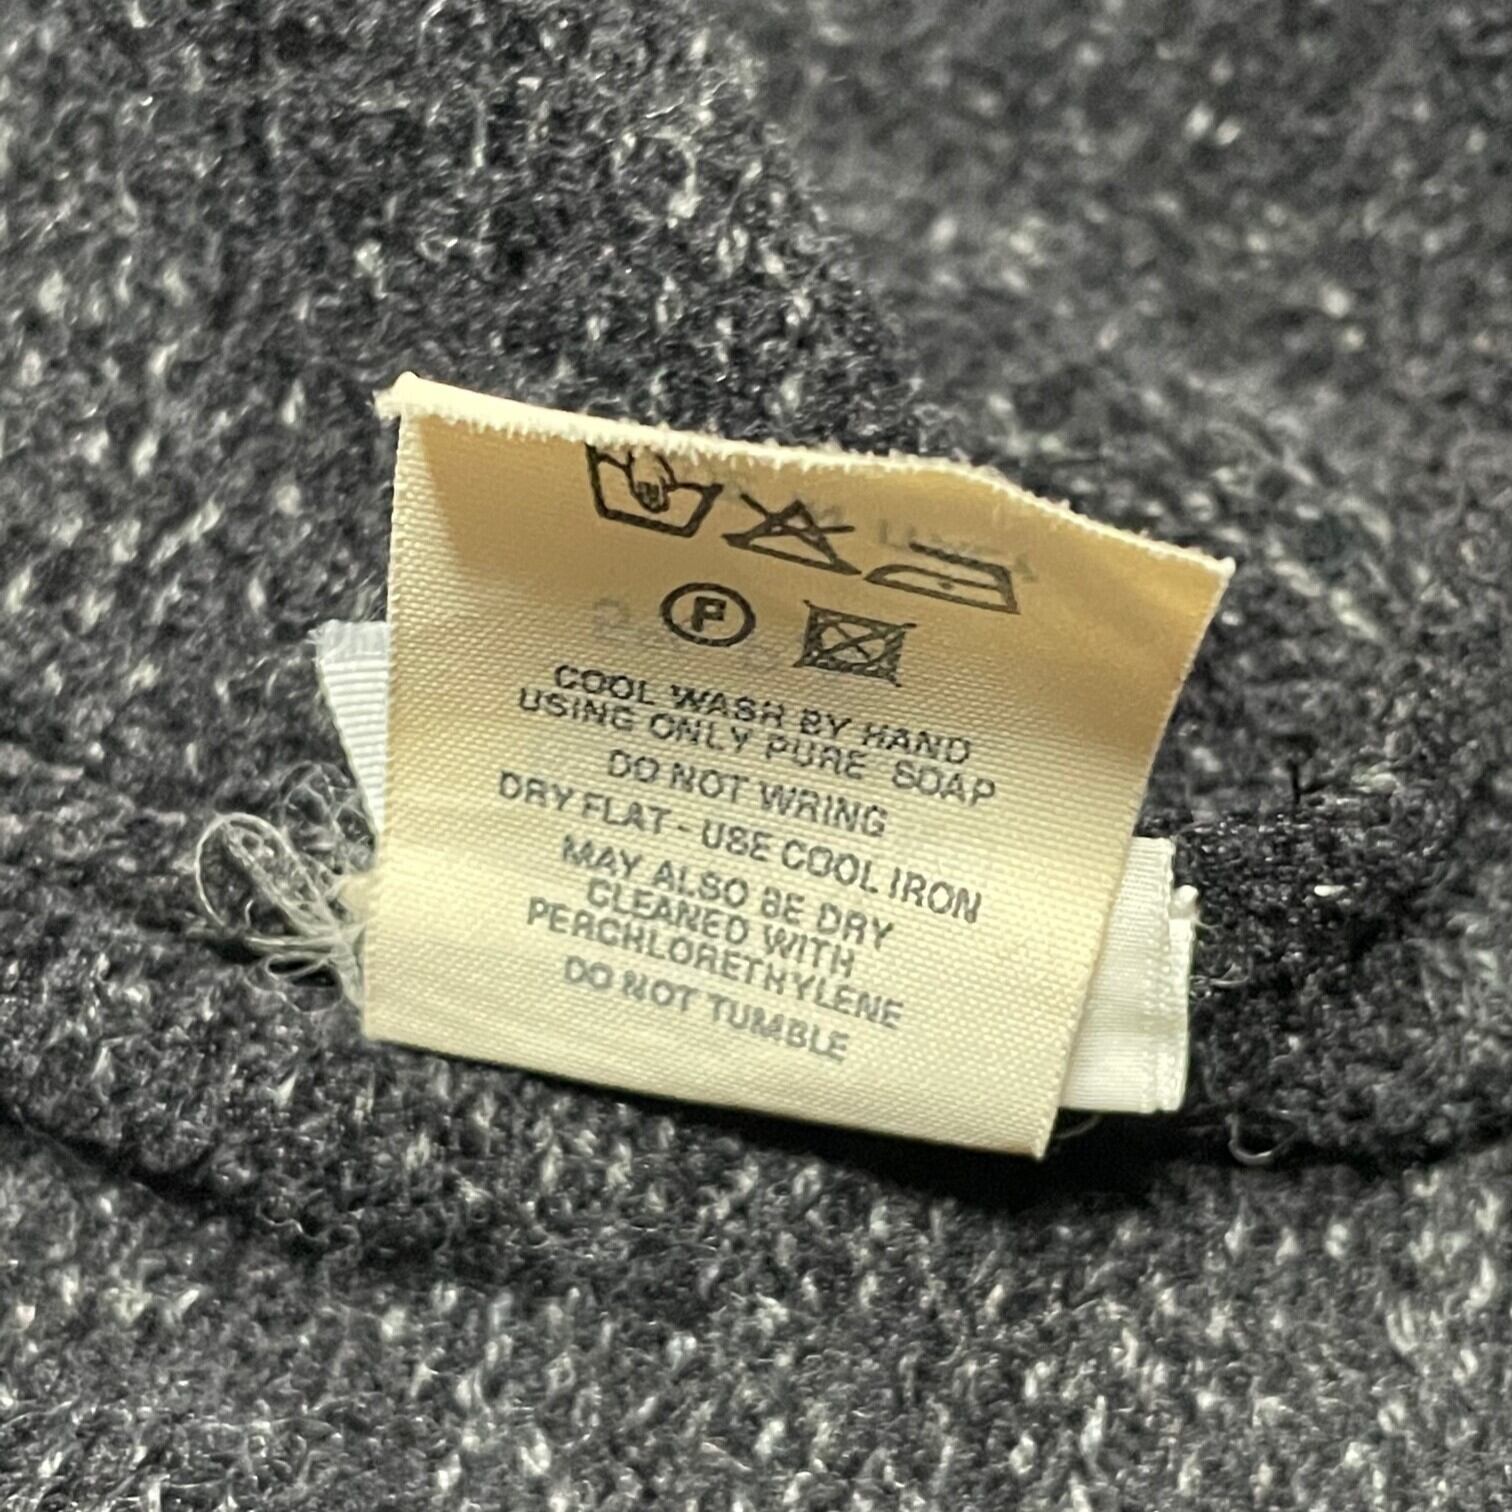 P
COOL WASH BY HAND
USING ONLY PURE SOAP
DO NOT WRING
DRY FLAT - USE COOL IRON
MAY ALSO BE DRY
CLEANED WITH
PERCHLORETHYLENE
DO NOT TUMBLE